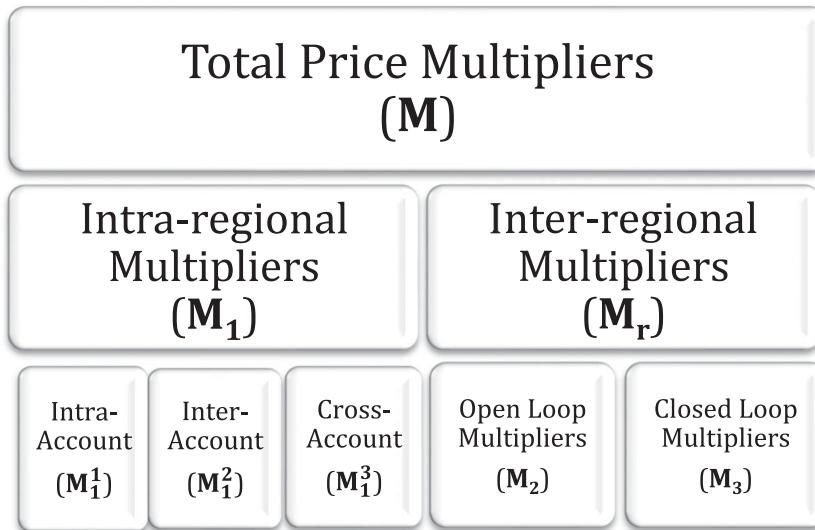 Total Price Multipliers
(M)
Intra-regional
Multipliers
(M₁)
Inter-regional
Multipliers
(Mᵣ)
Intra-
Account
(M₁¹)
Inter-
Account
(M₁²)
Cross-
Account
(M₁³)
Open Loop
Multipliers
(M₂)
Closed Loop
Multipliers
(M₃)